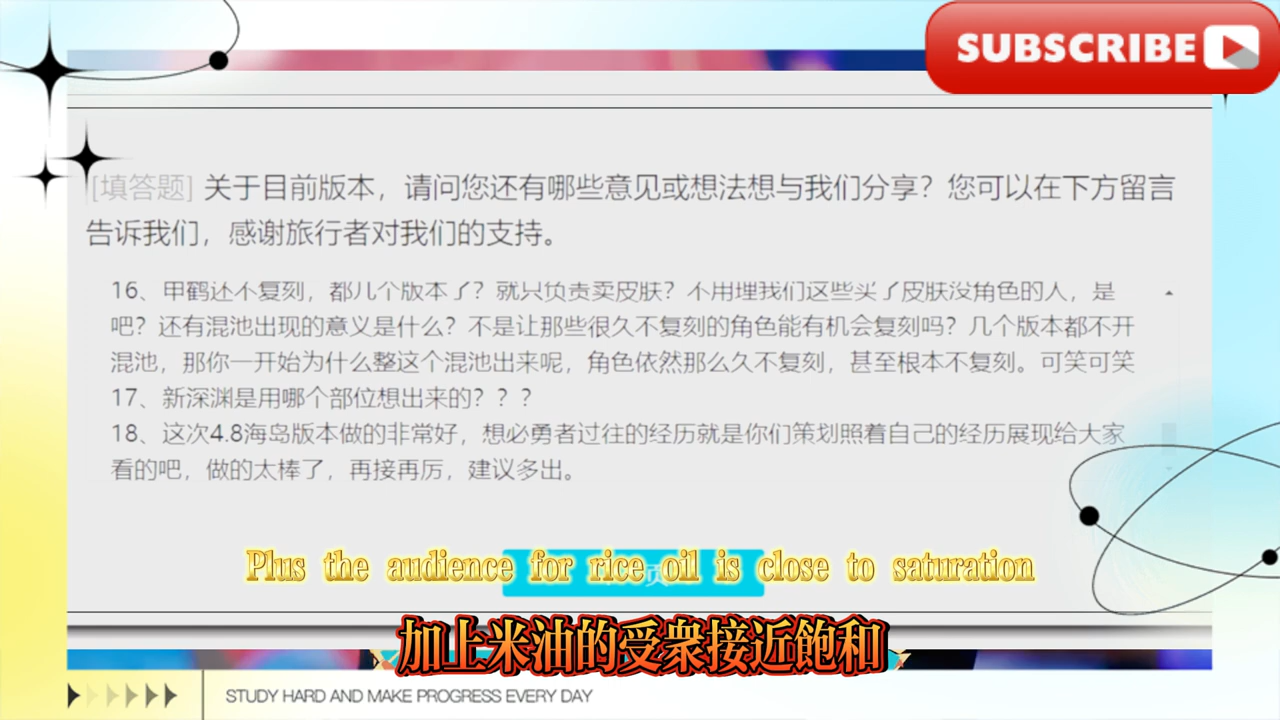 SUBSCRIBE
[填答题] 关于目前版本，请问您还有哪些意见或想法想与我们分享？您可以在下方留言
告诉我们，感谢旅行者对我们的支持。
16、申鹤还不复刻，都几个版本了？就只负责卖皮肤？不用理我们这些买了皮肤没角色的人，是
吧？还有混池出现的意义是什么？不是让那些很久不复刻的角色能有机会复刻吗？几个版本都不开
混池，那你一开始为什么整这个混池出来呢，角色依然那么久不复刻，甚至根本不复刻。可笑可笑
17、新深渊是用哪个部位想出来的？？？
18、这次4.8海岛版本做的非常好，想必勇者过往的经历就是你们策划照着自己的经历展现给大家
看的吧，做的太棒了，再接再厉，建议多出。
Plus the audience for rice oil is close to saturation
加上米油的受衆接近飽和
STUDY HARD AND MAKE PROGRESS EVERY DAY